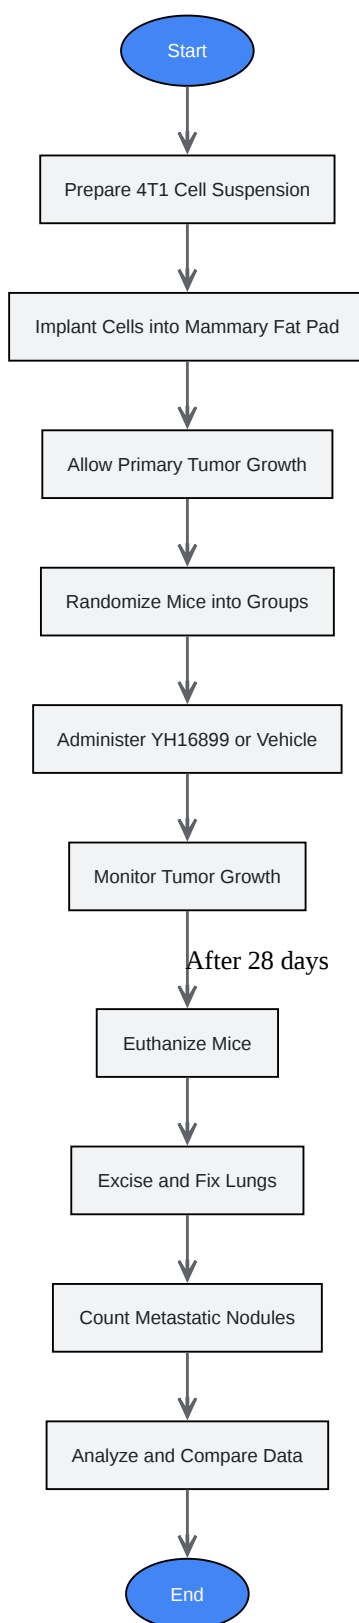 Start
Prepare 4T1 Cell Suspension
Implant Cells into Mammary Fat Pad
Allow Primary Tumor Growth
Randomize Mice into Groups
Administer YH16899 or Vehicle
Monitor Tumor Growth
After 28 days
Euthanize Mice
Excise and Fix Lungs
Count Metastatic Nodules
Analyze and Compare Data
End